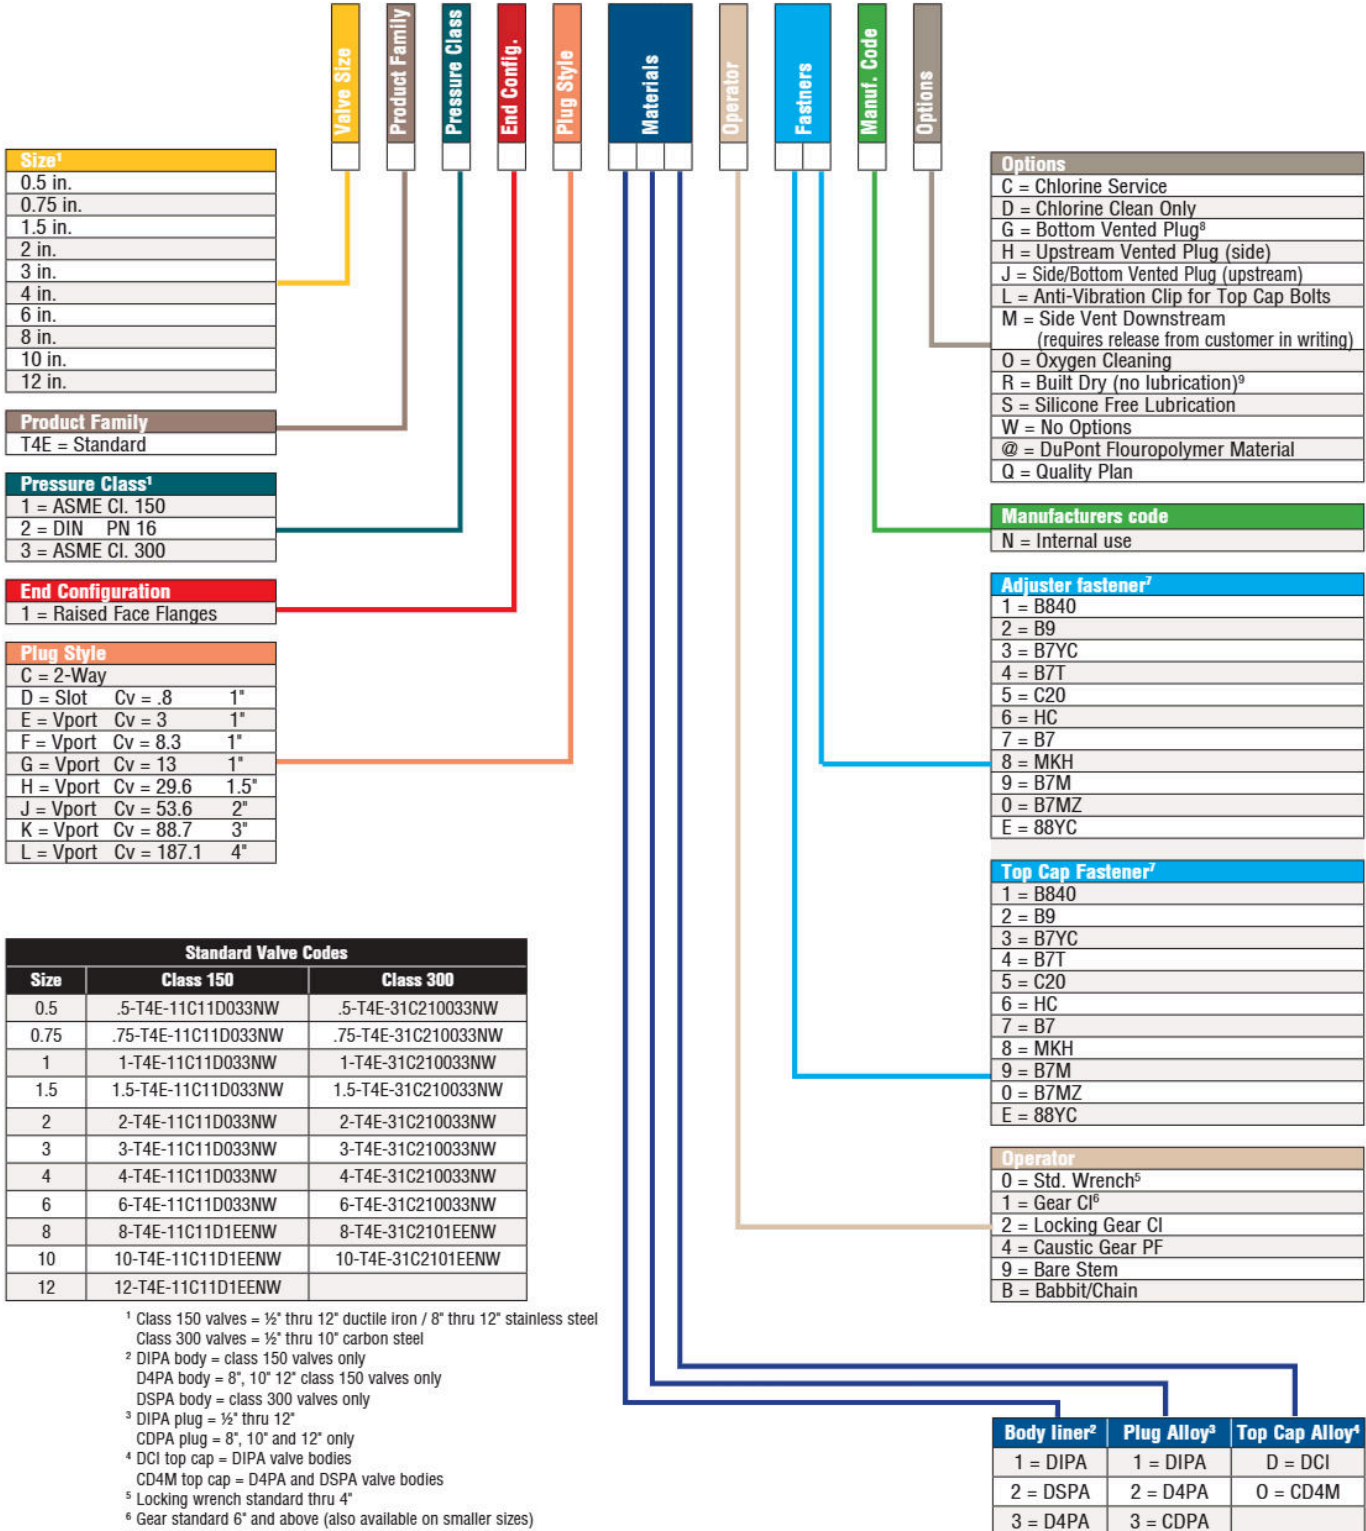 Valve Size
Product Family
Pressure Class
End Config.
Plug Style
Materials
Operator
Fastners
Manuf. Code
Options
Size¹
0.5 in.
0.75 in.
1.5 in.
2 in.
3 in.
4 in.
6 in.
8 in.
10 in.
12 in.
Product Family
T4E = Standard
Pressure Class¹
1 = ASME Cl. 150
2 = DIN PN 16
3 = ASME Cl. 300
End Configuration
1 = Raised Face Flanges
Plug Style
C = 2-Way
D = Slot Cv = .8 1"
E = Vport Cv = 3 1"
F = Vport Cv = 8.3 1"
G = Vport Cv = 13 1"
H = Vport Cv = 29.6 1.5"
J = Vport Cv = 53.6 2"
K = Vport Cv = 88.7 3"
L = Vport Cv = 187.1 4"
Options
C = Chlorine Service
D = Chlorine Clean Only
G = Bottom Vented Plug⁸
H = Upstream Vented Plug (side)
J = Side/Bottom Vented Plug (upstream)
L = Anti-Vibration Clip for Top Cap Bolts
M = Side Vent Downstream
(requires release from customer in writing)
O = Oxygen Cleaning
R = Built Dry (no lubrication)⁹
S = Silicone Free Lubrication
W = No Options
@ = DuPont Flouropolymer Material
Q = Quality Plan
Manufacturers code
N = Internal use
Adjuster fastener⁷
1 = B840
2 = B9
3 = B7YC
4 = B7T
5 = C20
6 = HC
7 = B7
8 = MKH
9 = B7M
0 = B7MZ
E = 88YC
Top Cap Fastener⁷
1 = B840
2 = B9
3 = B7YC
4 = B7T
5 = C20
6 = HC
7 = B7
8 = MKH
9 = B7M
0 = B7MZ
E = 88YC
Operator
0 = Std. Wrench⁵
1 = Gear CI⁶
2 = Locking Gear CI
4 = Caustic Gear PF
9 = Bare Stem
B = Babbit/Chain
Standard Valve Codes
Size Class 150 Class 300
0.5 .5-T4E-11C11D033NW .5-T4E-31C210033NW
0.75 .75-T4E-11C11D033NW .75-T4E-31C210033NW
1 1-T4E-11C11D033NW 1-T4E-31C210033NW
1.5 1.5-T4E-11C11D033NW 1.5-T4E-31C210033NW
2 2-T4E-11C11D033NW 2-T4E-31C210033NW
3 3-T4E-11C11D033NW 3-T4E-31C210033NW
4 4-T4E-11C11D033NW 4-T4E-31C210033NW
6 6-T4E-11C11D033NW 6-T4E-31C210033NW
8 8-T4E-11C11D1EENW 8-T4E-31C2101EENW
10 10-T4E-11C11D1EENW 10-T4E-31C2101EENW
12 12-T4E-11C11D1EENW
¹ Class 150 valves = ½" thru 12" ductile iron / 8" thru 12" stainless steel
Class 300 valves = ½" thru 10" carbon steel
² DIPA body = class 150 valves only
D4PA body = 8", 10" 12" class 150 valves only
DSPA body = class 300 valves only
³ DIPA plug = ½" thru 12"
CDPA plug = 8", 10" and 12" only
⁴ DCI top cap = DIPA valve bodies
CD4M top cap = D4PA and DSPA valve bodies
⁵ Locking wrench standard thru 4"
⁶ Gear standard 6" and above (also available on smaller sizes)
Body liner² Plug Alloy³ Top Cap Alloy⁴
1 = DIPA 1 = DIPA D = DCI
2 = DSPA 2 = D4PA O = CD4M
3 = D4PA 3 = CDPA